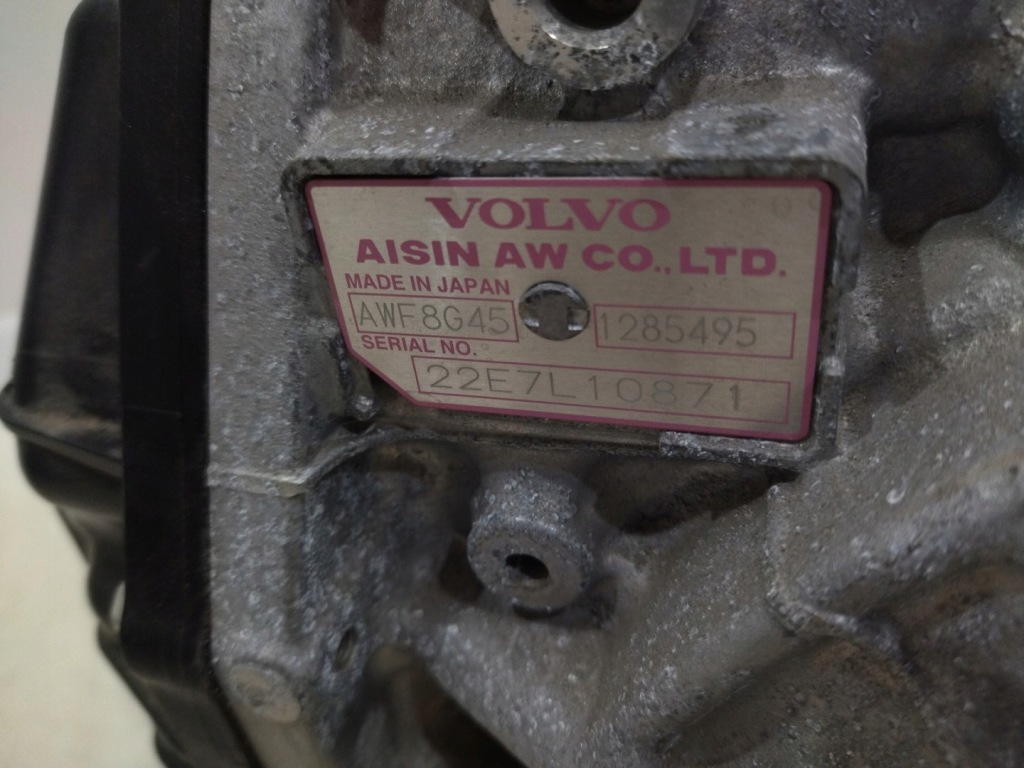 VOLVO
AISIN AW CO., LTD.
MADE IN JAPAN
AWF8G45 1285495
SERIAL NO.
22E7L10871